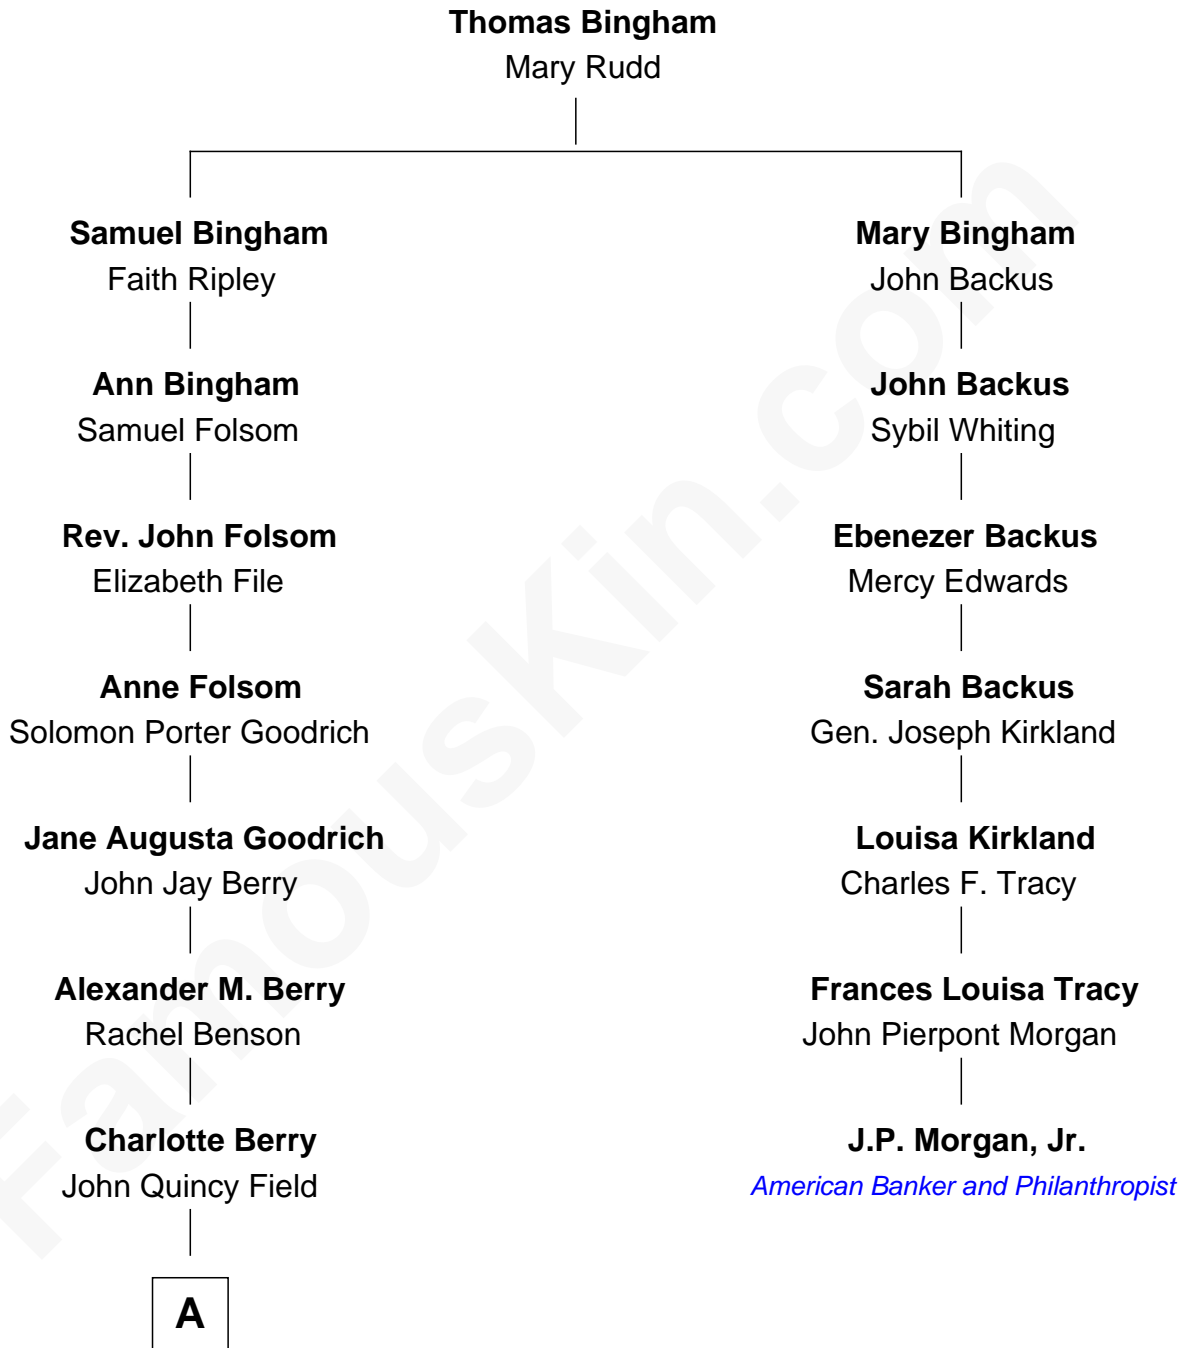 Thomas Bingham
Mary Rudd
Samuel Bingham
Faith Ripley
Mary Bingham
John Backus
Ann Bingham
Samuel Folsom
John Backus
Sybil Whiting
Rev. John Folsom
Elizabeth File
Ebenezer Backus
Mercy Edwards
Anne Folsom
Solomon Porter Goodrich
Sarah Backus
Gen. Joseph Kirkland
Jane Augusta Goodrich
John Jay Berry
Louisa Kirkland
Charles F. Tracy
Alexander M. Berry
Rachel Benson
Frances Louisa Tracy
John Pierpont Morgan
Charlotte Berry
John Quincy Field
J.P. Morgan, Jr.
American Banker and Philanthropist
A
FamousKin.com